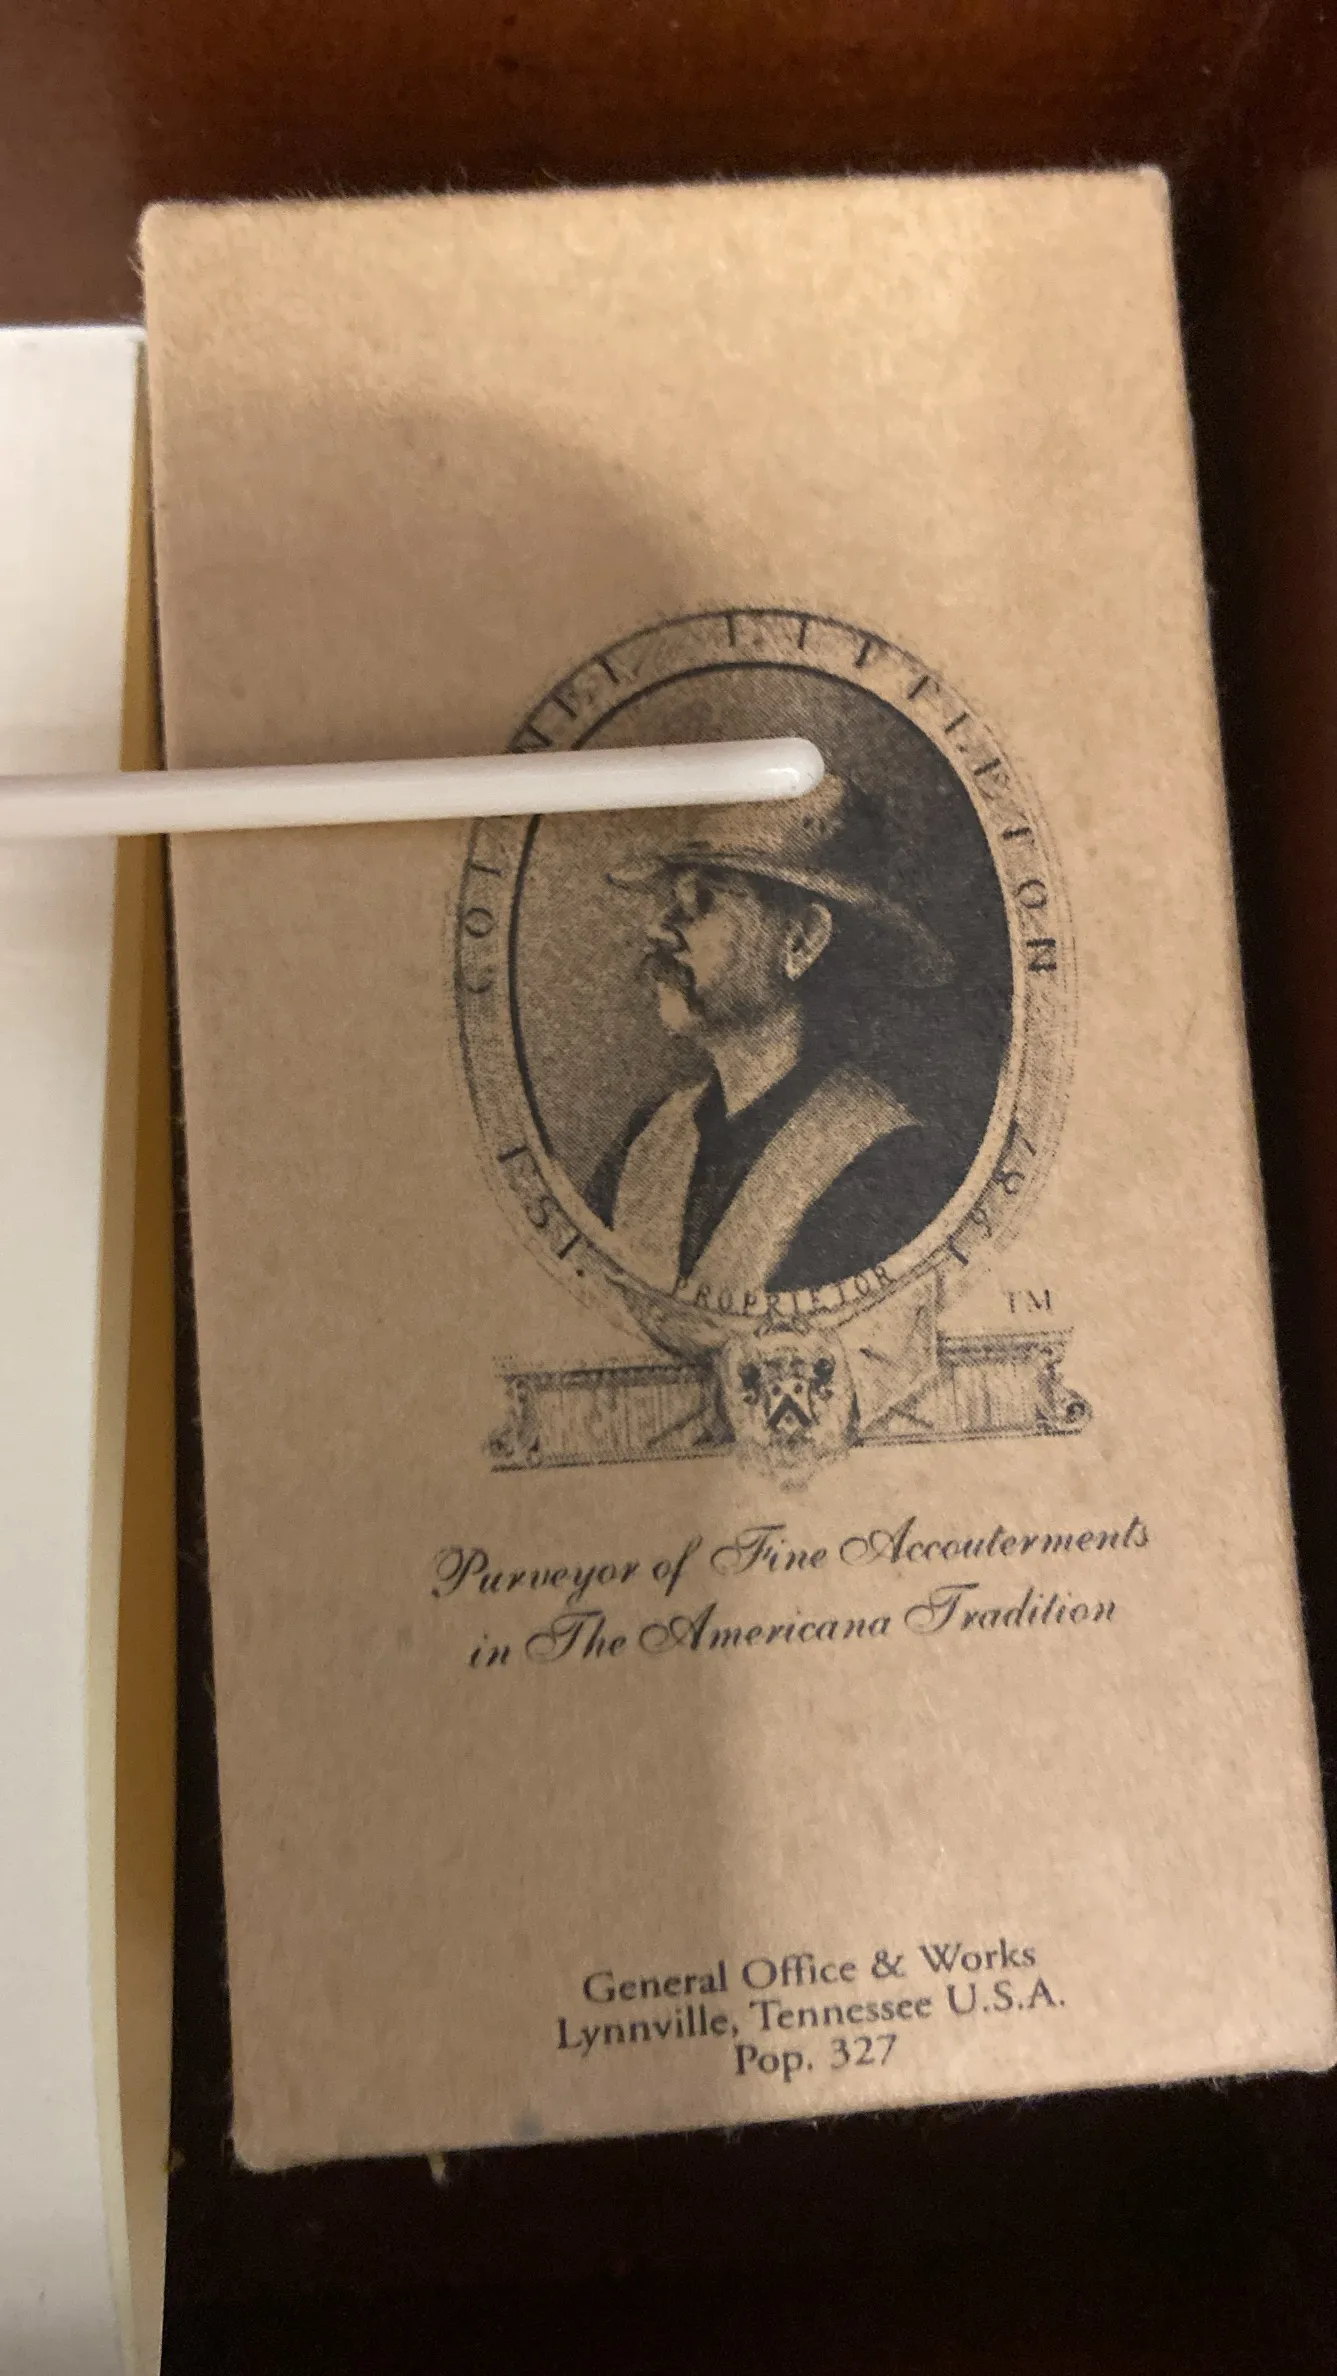 COLONEL LITTLETON
EST. 1987
PROPRIETOR
TM
Purveyor of Fine Accouterments
in The Americana Tradition
General Office & Works
Lynnville, Tennessee U.S.A.
Pop. 327